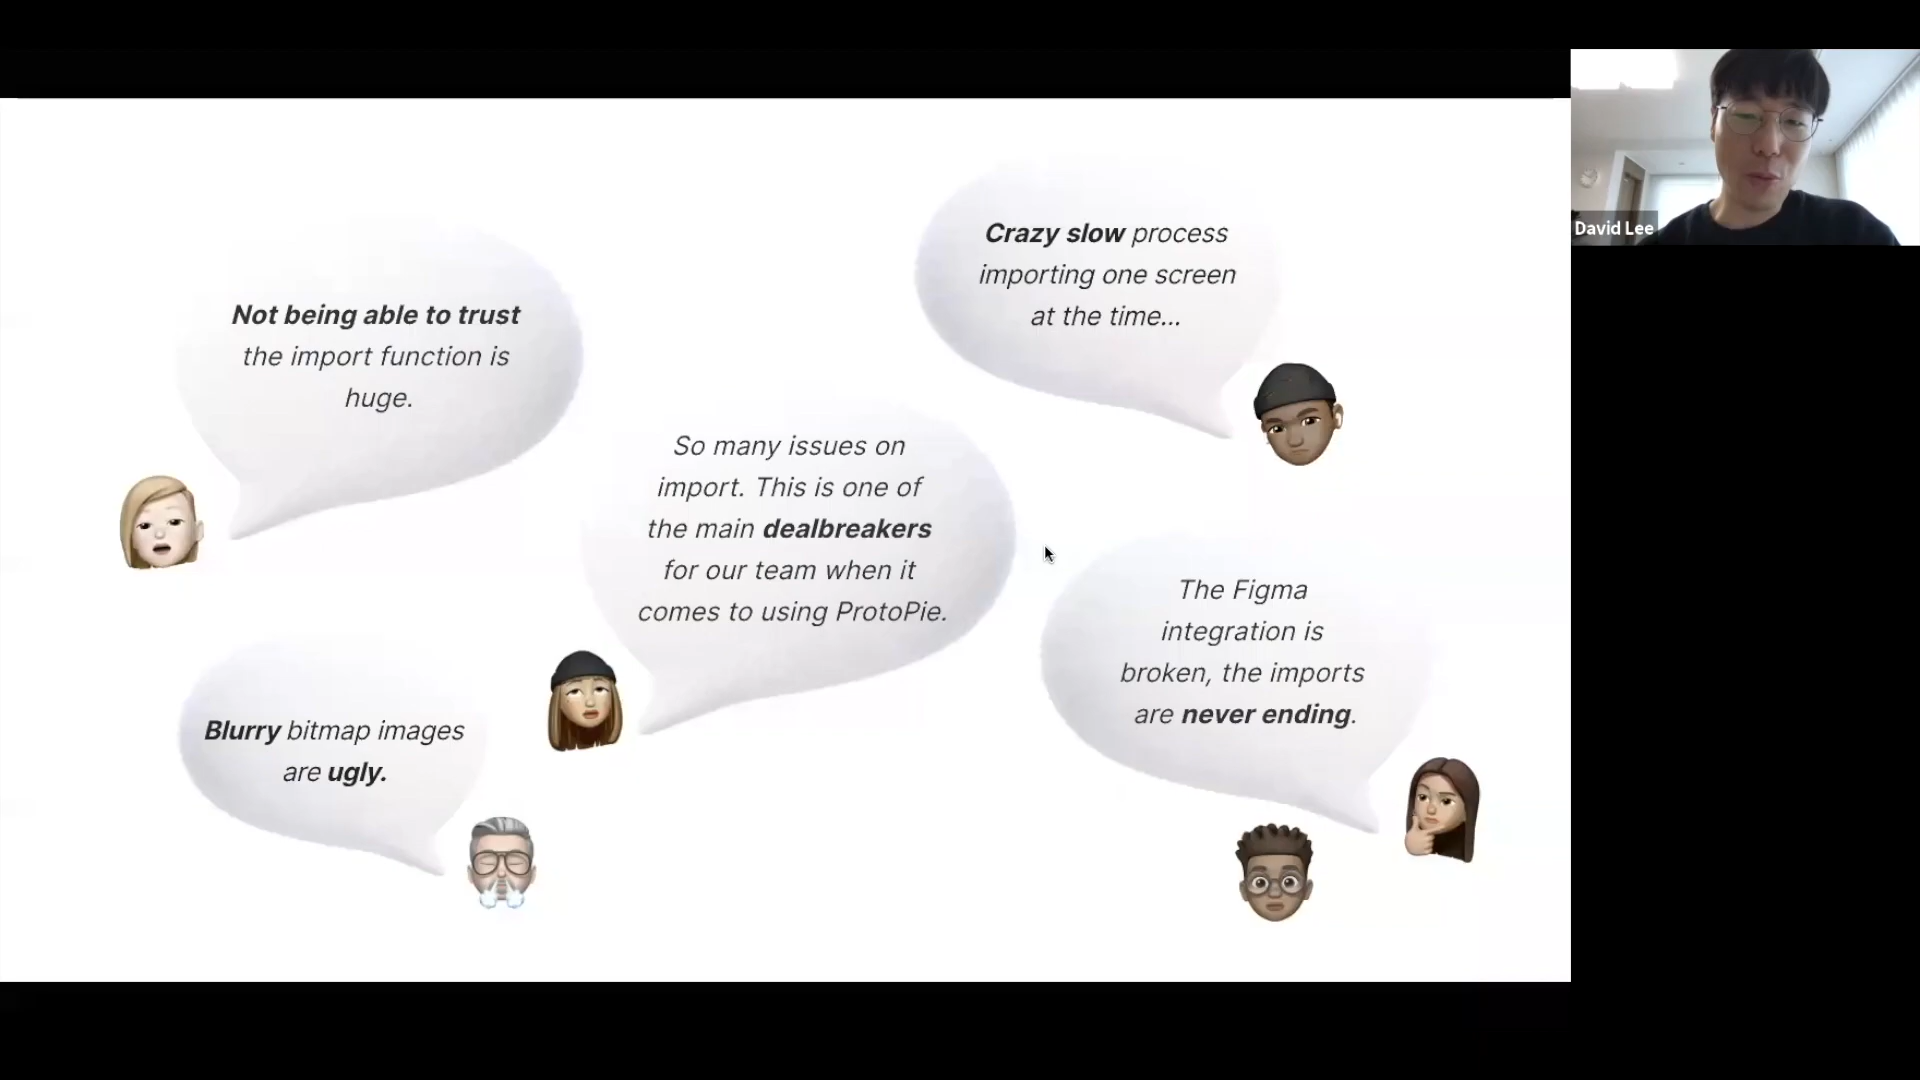 Crazy slow process
importing one screen
at the time...
Not being able to trust
the import function is
huge.
So many issues on
import. This is one of
the main dealbreakers
for our team when it
comes to using ProtoPie.
The Figma
integration is
broken, the imports
are never ending.
Blurry bitmap images
are ugly.
David Lee